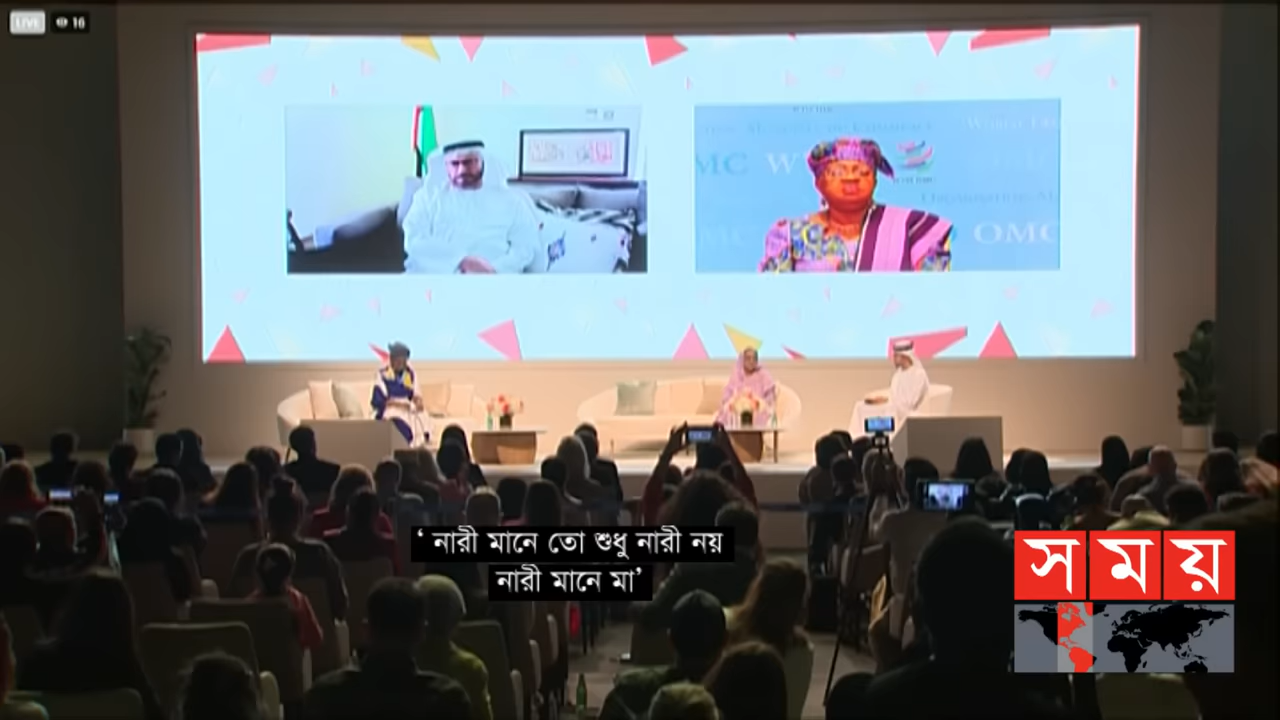 LIVE 16
OMC W
OMC
‘ নারী মানে তো শুধু নারী নয়
নারী মানে মা’
সময়